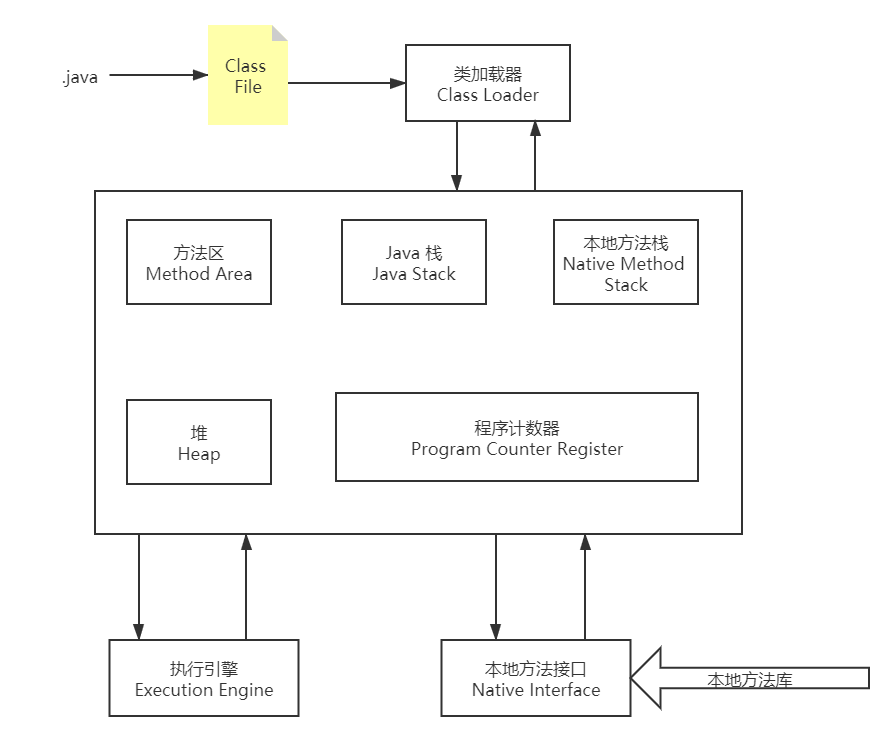 .java
Class
File
类加载器
Class Loader
方法区
Method Area
Java 栈
Java Stack
本地方法栈
Native Method
Stack
堆
Heap
程序计数器
Program Counter Register
执行引擎
Execution Engine
本地方法接口
Native Interface
本地方法库